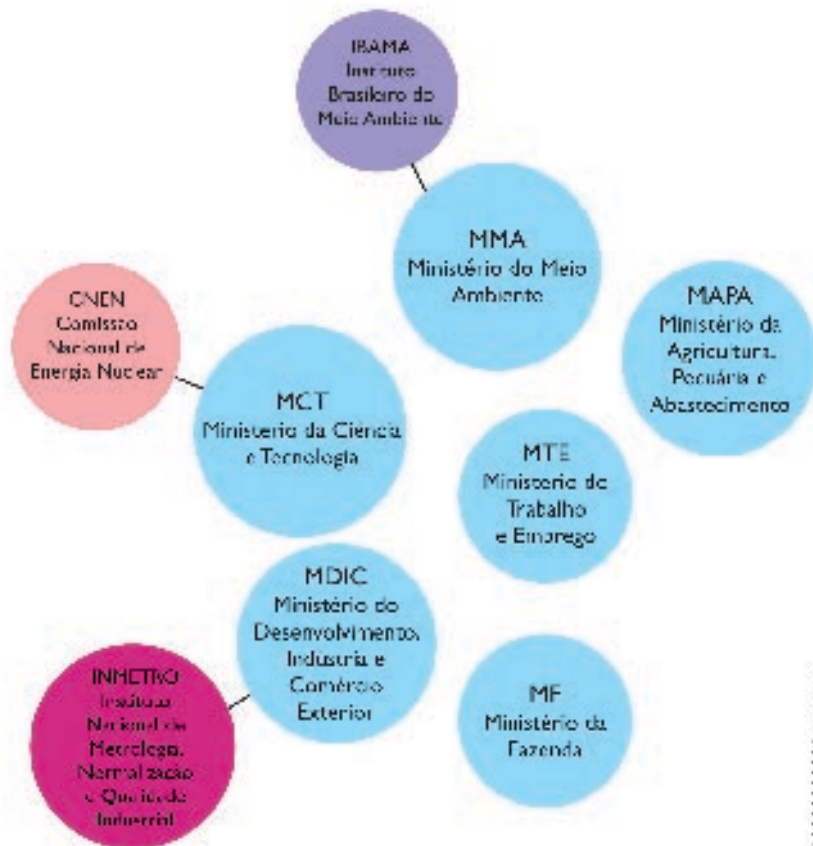 IBAMA
Instituto
Brasileiro do
Meio Ambiente
MMA
Ministério do Meio
Ambiente
CNEN
Comissão
Nacional de
Energia Nuclear
MAPA
Ministério da
Agricultura,
Pecuária e
Abastecimento
MCT
Ministerio da Ciência
e Tecnologia
MTE
Ministerio do
Trabalho
e Emprego
MDIC
Ministério do
Desenvolvimento,
Indústria e
Comércio
Exterior
INMETRO
Instituto
Nacional de
Metrologia,
Normalização
e Qualidade
Industrial
MF
Ministério da
Fazenda